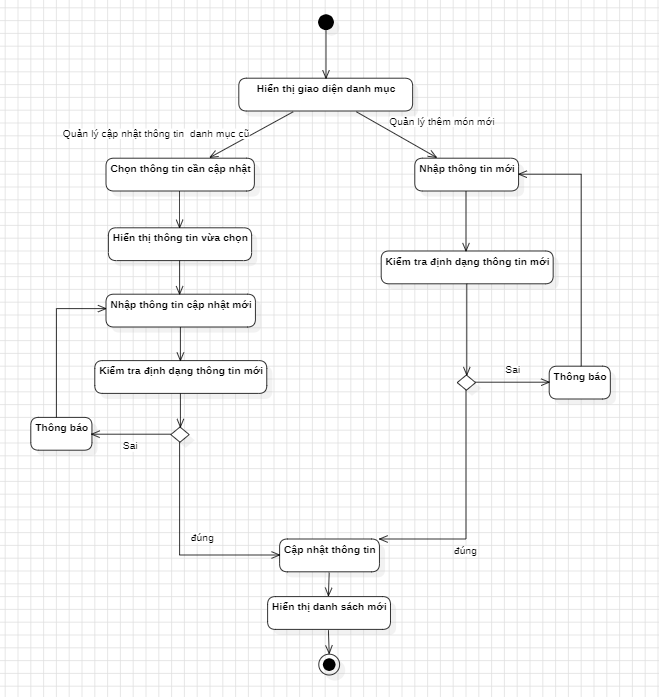 Hiển thị giao diện danh mục
Quản lý cập nhật thông tin danh mục cũ
Quản lý thêm món mới
Chọn thông tin cần cập nhật
Nhập thông tin mới
Hiển thị thông tin vừa chọn
Kiểm tra định dạng thông tin mới
Nhập thông tin cập nhật mới
Kiểm tra định dạng thông tin mới
Sai
Thông báo
Thông báo
Sai
đúng
Cập nhật thông tin
đúng
Hiển thị danh sách mới